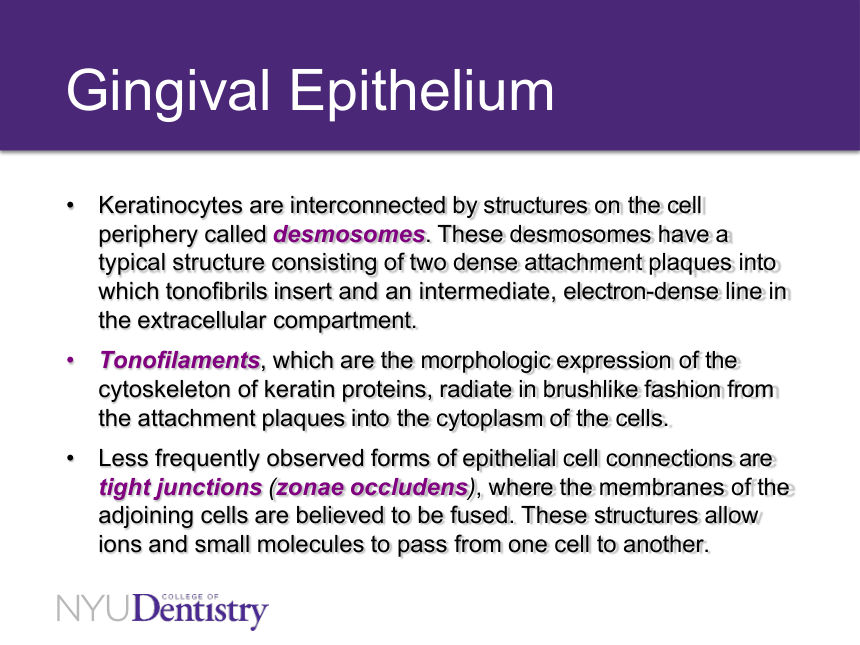 Gingival Epithelium
• Keratinocytes are interconnected by structures on the cell
periphery called desmosomes. These desmosomes have a
typical structure consisting of two dense attachment plaques into
which tonofibrils insert and an intermediate, electron-dense line in
the extracellular compartment.
• Tonofilaments, which are the morphologic expression of the
cytoskeleton of keratin proteins, radiate in brushlike fashion from
the attachment plaques into the cytoplasm of the cells.
• Less frequently observed forms of epithelial cell connections are
tight junctions (zonae occludens), where the membranes of the
adjoining cells are believed to be fused. These structures allow
ions and small molecules to pass from one cell to another.
COLLEGE OF
NYU Dentistry